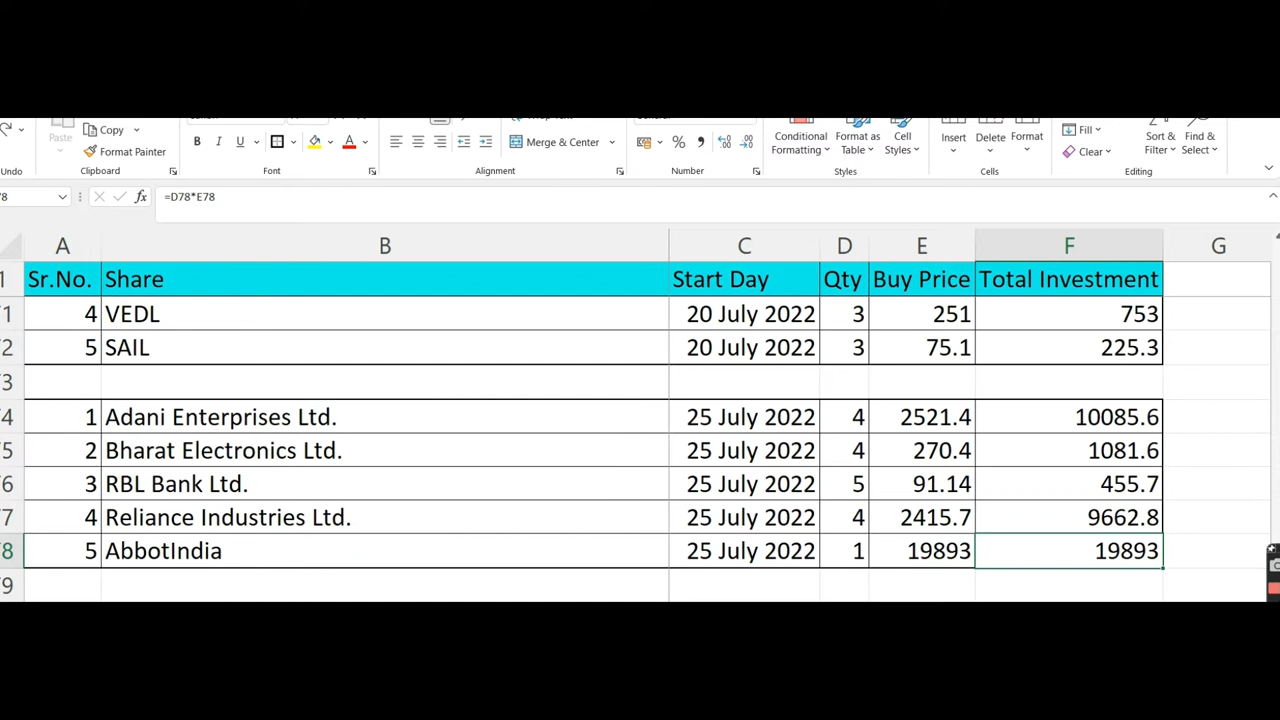 Paste Copy Merge & Center % Conditional Format as Cell Insert Delete Format Fill Sort & Find &
Undo Format Painter B I U A Formatting Table Styles Clear Filter Select
Clipboard Font Alignment Number Styles Cells Editing
fx =D78*E78
A B C D E F G
Sr.No. Share Start Day Qty Buy Price Total Investment
4 VEDL 20 July 2022 3 251 753
5 SAIL 20 July 2022 3 75.1 225.3
1 Adani Enterprises Ltd. 25 July 2022 4 2521.4 10085.6
2 Bharat Electronics Ltd. 25 July 2022 4 270.4 1081.6
3 RBL Bank Ltd. 25 July 2022 5 91.14 455.7
4 Reliance Industries Ltd. 25 July 2022 4 2415.7 9662.8
5 AbbotIndia 25 July 2022 1 19893 19893